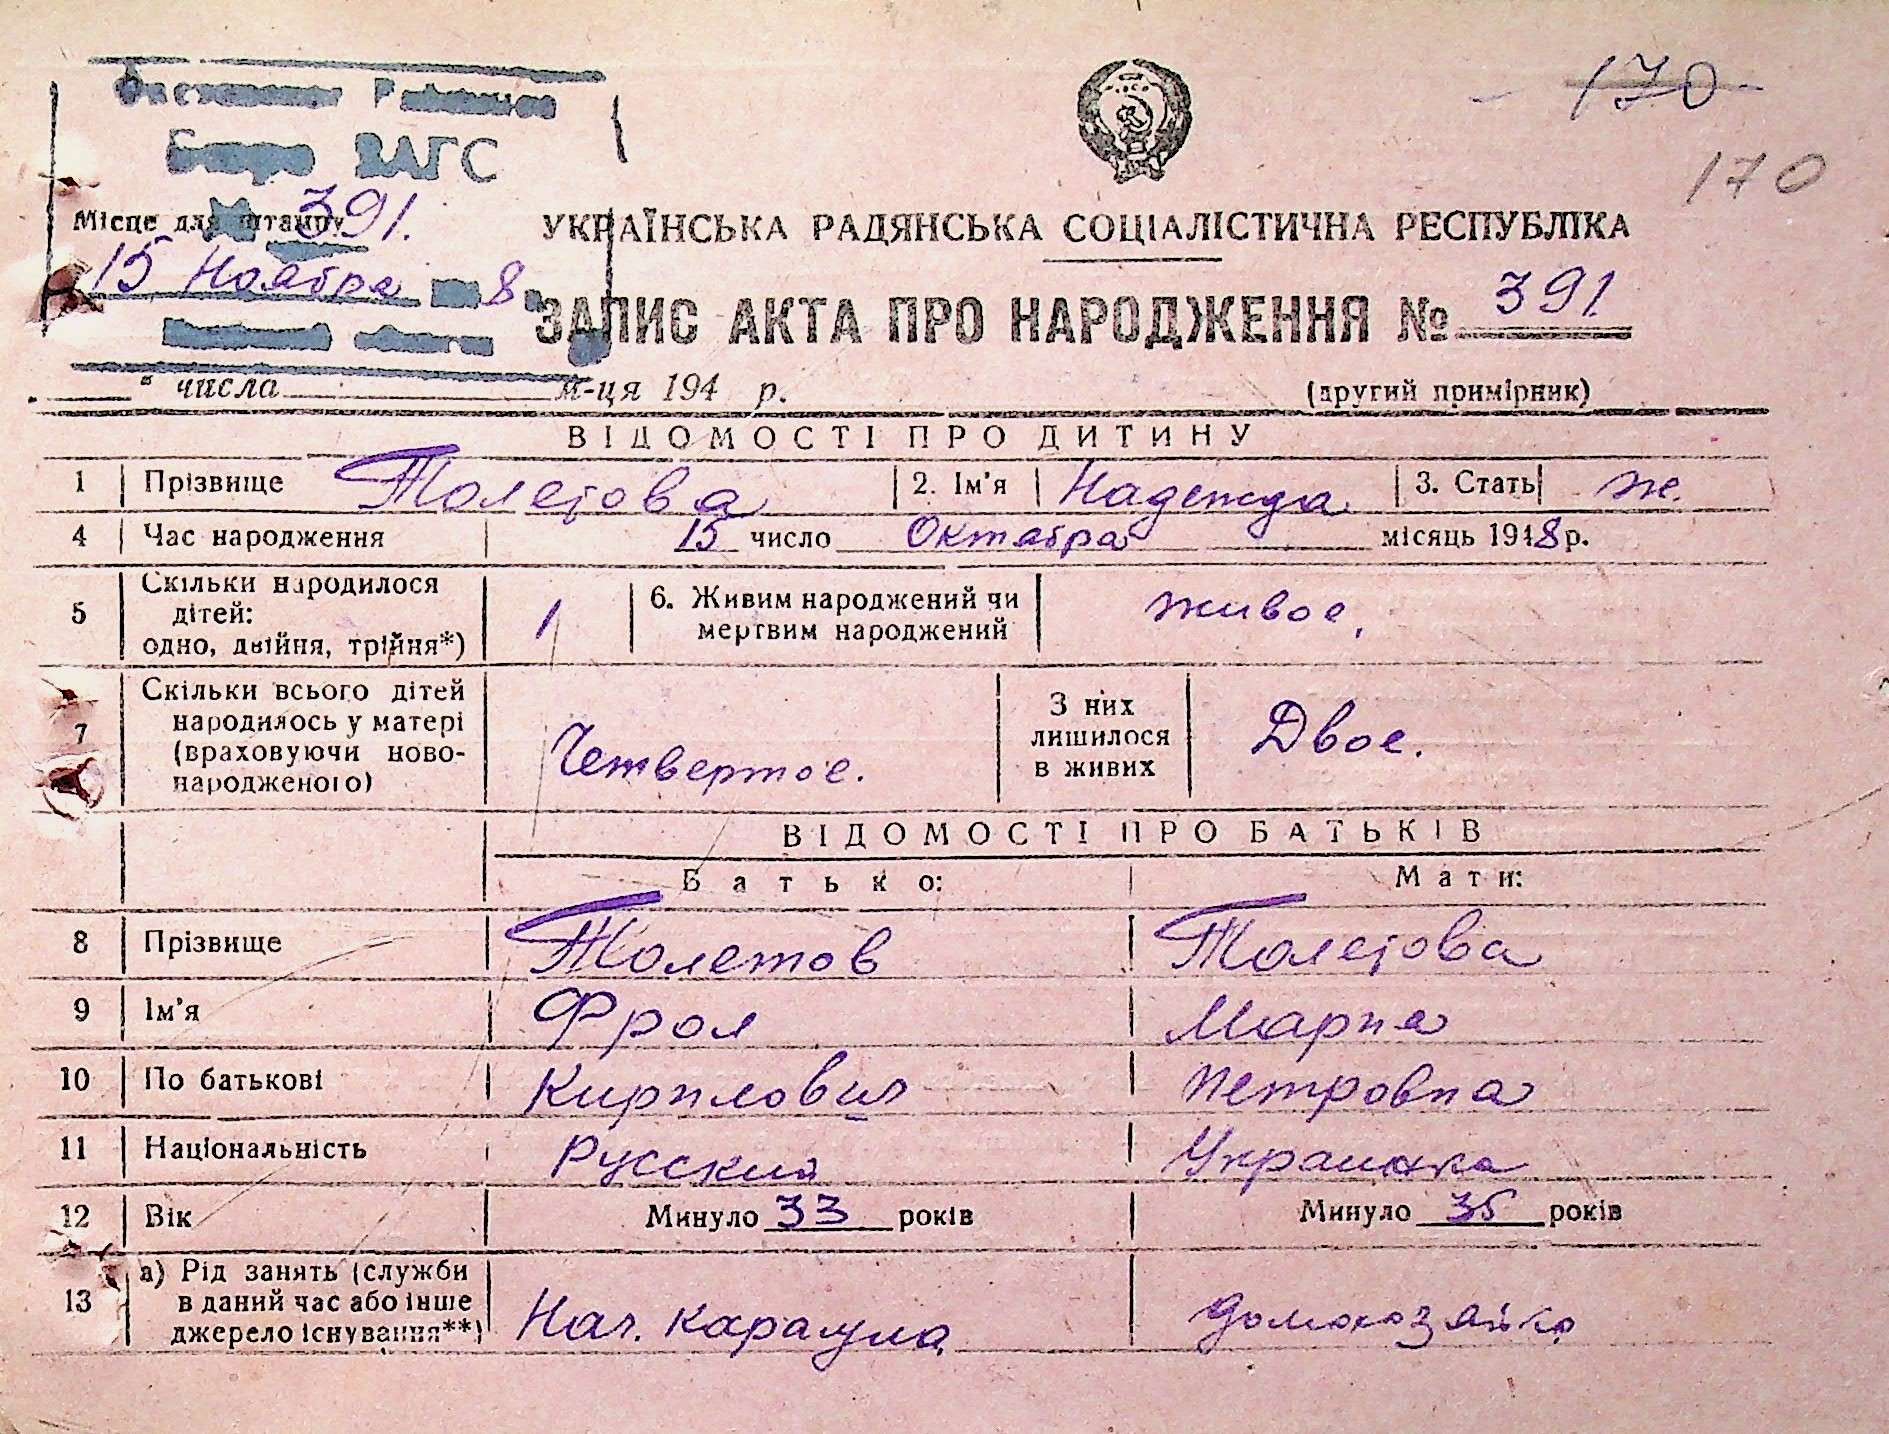 170
170
Бюро ЗАГС
Місце для штампу 391.
УКРАЇНСЬКА РАДЯНСЬКА СОЦІАЛІСТИЧНА РЕСПУБЛІКА
15 Ноября 8
ЗАПИС АКТА ПРО НАРОДЖЕННЯ № 391.
" числа м-ця 194 р.
(другий примірник)
ВІДОМОСТІ ПРО ДИТИНУ
1 Прізвище Толетова 2. Ім'я Надежда 3. Стать ж.
4 Час народження 15 число Октября місяць 1948 р.
5 Скільки народилося дітей: одно, двійня, трійня*) 1 6. Живим народжений чи мертвим народжений живое.
7 Скільки всього дітей народилось у матері (враховуючи ново-народженого) Четвертое. З них лишилося в живих Двое.
ВІДОМОСТІ ПРО БАТЬКІВ
Батько: Мати:
8 Прізвище Толетов Толетова
9 Ім'я Фрол Мария
10 По батькові Кирилович Петровна
11 Національність Русский Украинка
12 Вік Минуло 33 років Минуло 35 років
13 а) Рід занять (служби в даний час або інше джерело існування**) Нач. караула домохозяйка